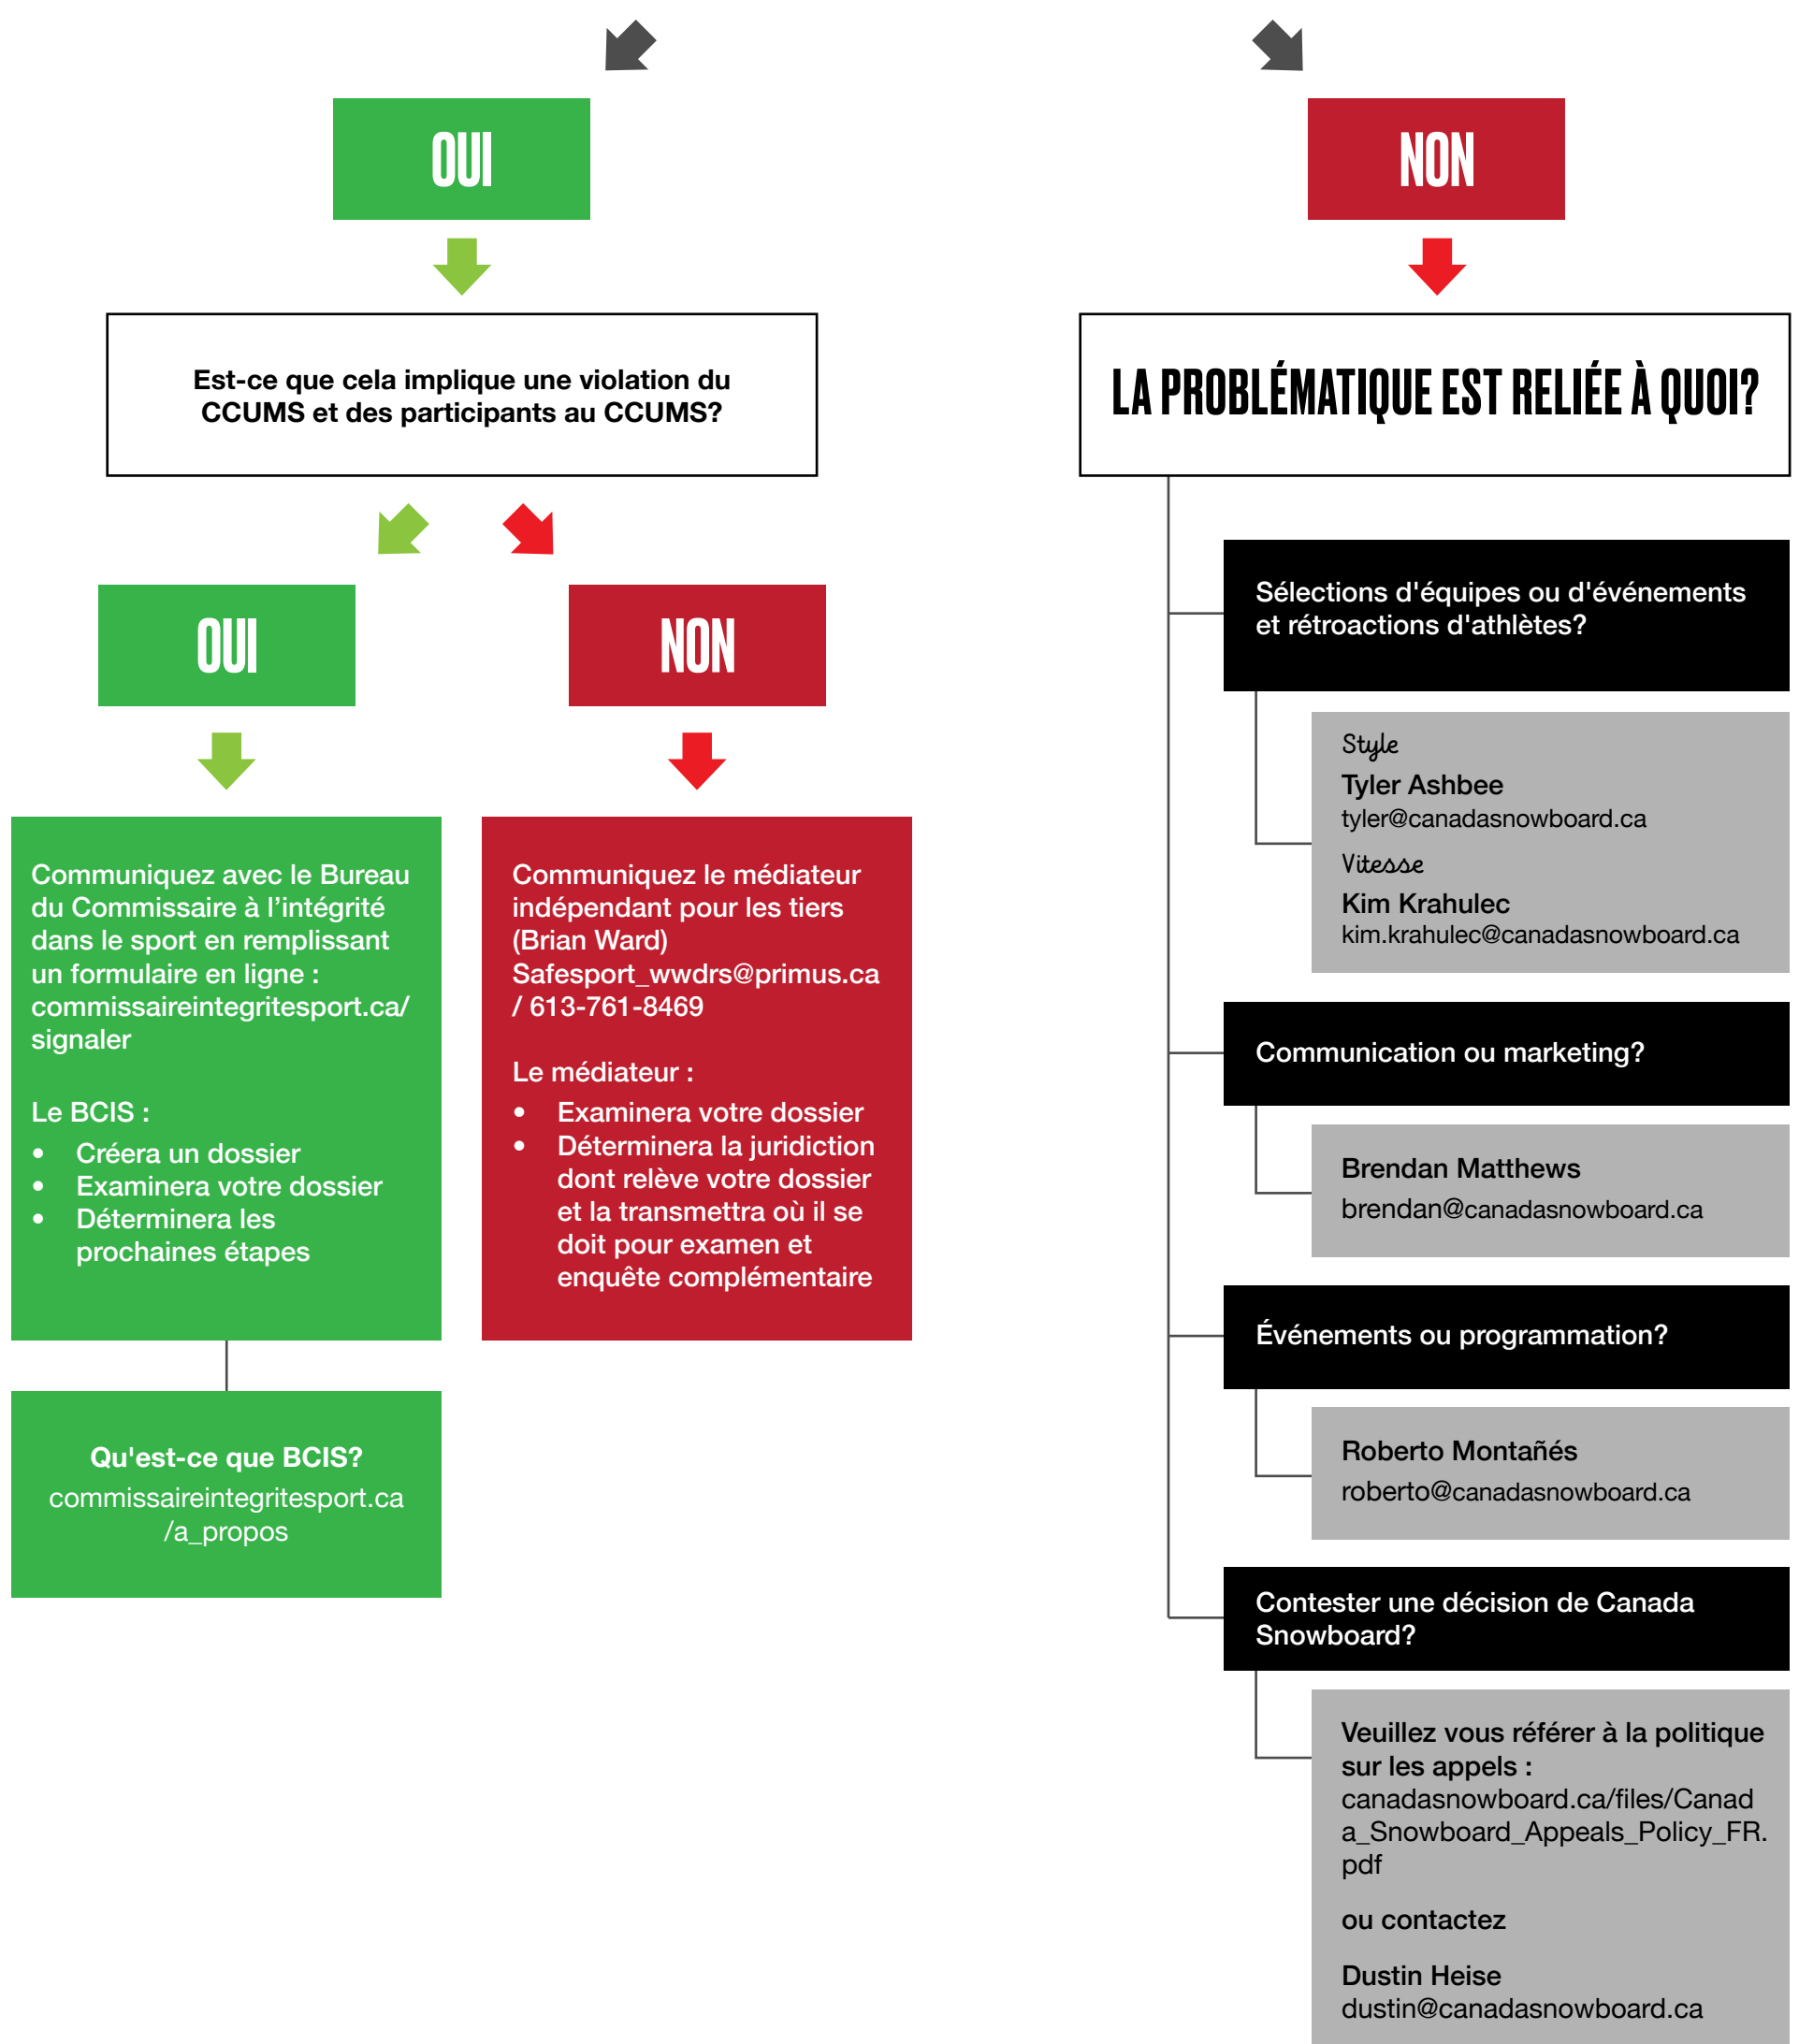 OUI
Est-ce que cela implique une violation du
CCUMS et des participants au CCUMS?
OUI
Communiquez avec le Bureau
du Commissaire à l’intégrité
dans le sport en remplissant
un formulaire en ligne :
commissaireintegritesport.ca/
signaler
Le BCIS :
• Créera un dossier
• Examinera votre dossier
• Déterminera les
prochaines étapes
Qu'est-ce que BCIS?
commissaireintegritesport.ca
/a_propos
NON
Communiquez le médiateur
indépendant pour les tiers
(Brian Ward)
Safesport_wwdrs@primus.ca
/ 613-761-8469
Le médiateur :
• Examinera votre dossier
• Déterminera la juridiction
dont relève votre dossier
et la transmettra où il se
doit pour examen et
enquête complémentaire
NON
LA PROBLÉMATIQUE EST RELIÉE À QUOI?
Sélections d'équipes ou d'événements
et rétroactions d'athlètes?
Style
Tyler Ashbee
tyler@canadasnowboard.ca
Vitesse
Kim Krahulec
kim.krahulec@canadasnowboard.ca
Communication ou marketing?
Brendan Matthews
brendan@canadasnowboard.ca
Événements ou programmation?
Roberto Montañés
roberto@canadasnowboard.ca
Contester une décision de Canada
Snowboard?
Veuillez vous référer à la politique
sur les appels :
canadasnowboard.ca/files/Canad
a_Snowboard_Appeals_Policy_FR.
pdf
ou contactez
Dustin Heise
dustin@canadasnowboard.ca